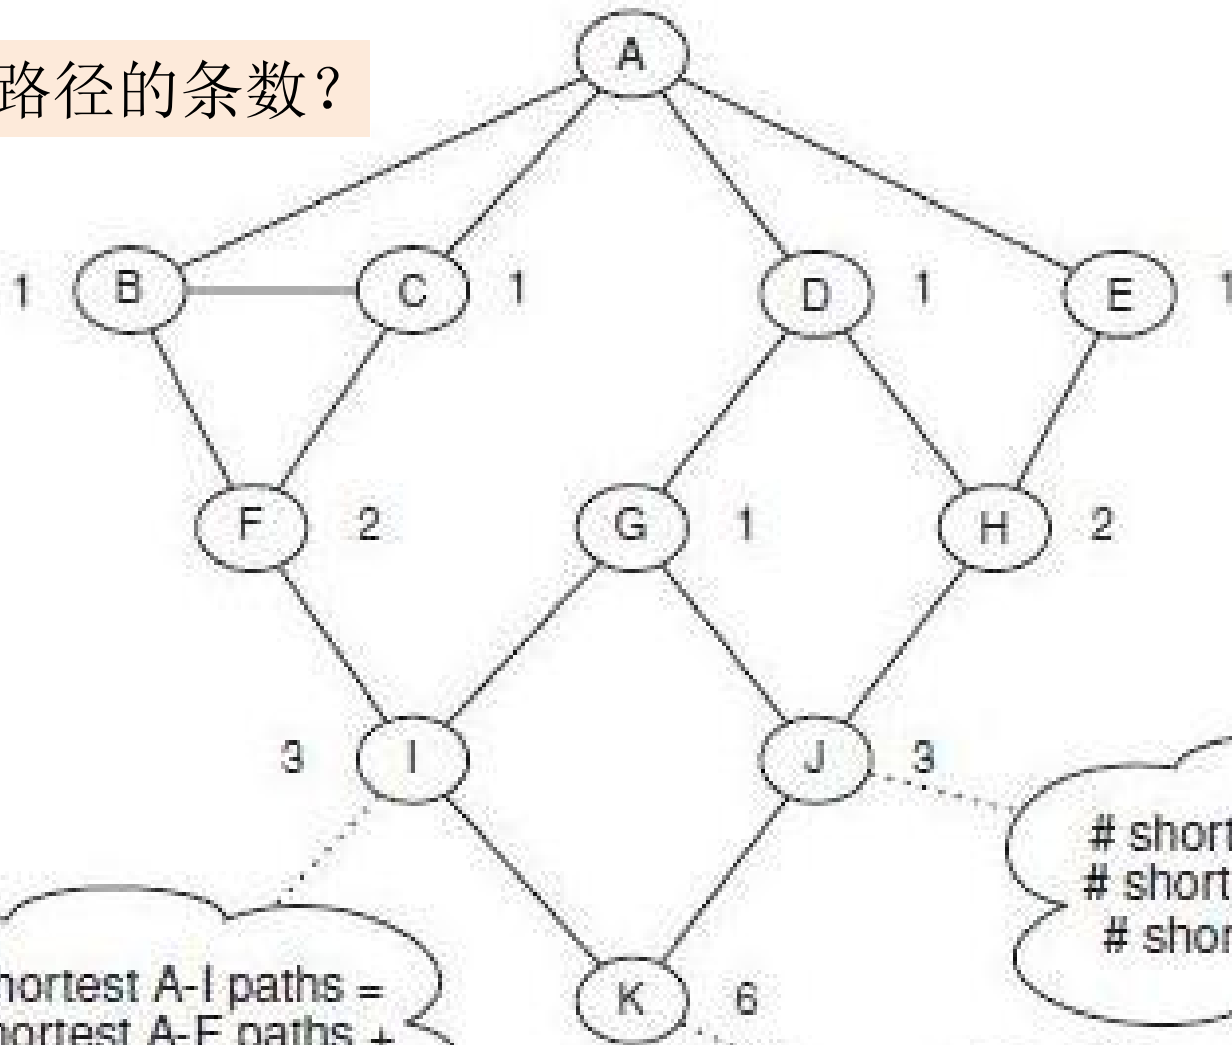 A
路径的条数?
1 B C 1 D 1 E 1
F 2 G 1 H 2
3 I J 3
# short
# short
# shor
hortest A-I paths =
K 6
hortest A-F paths +